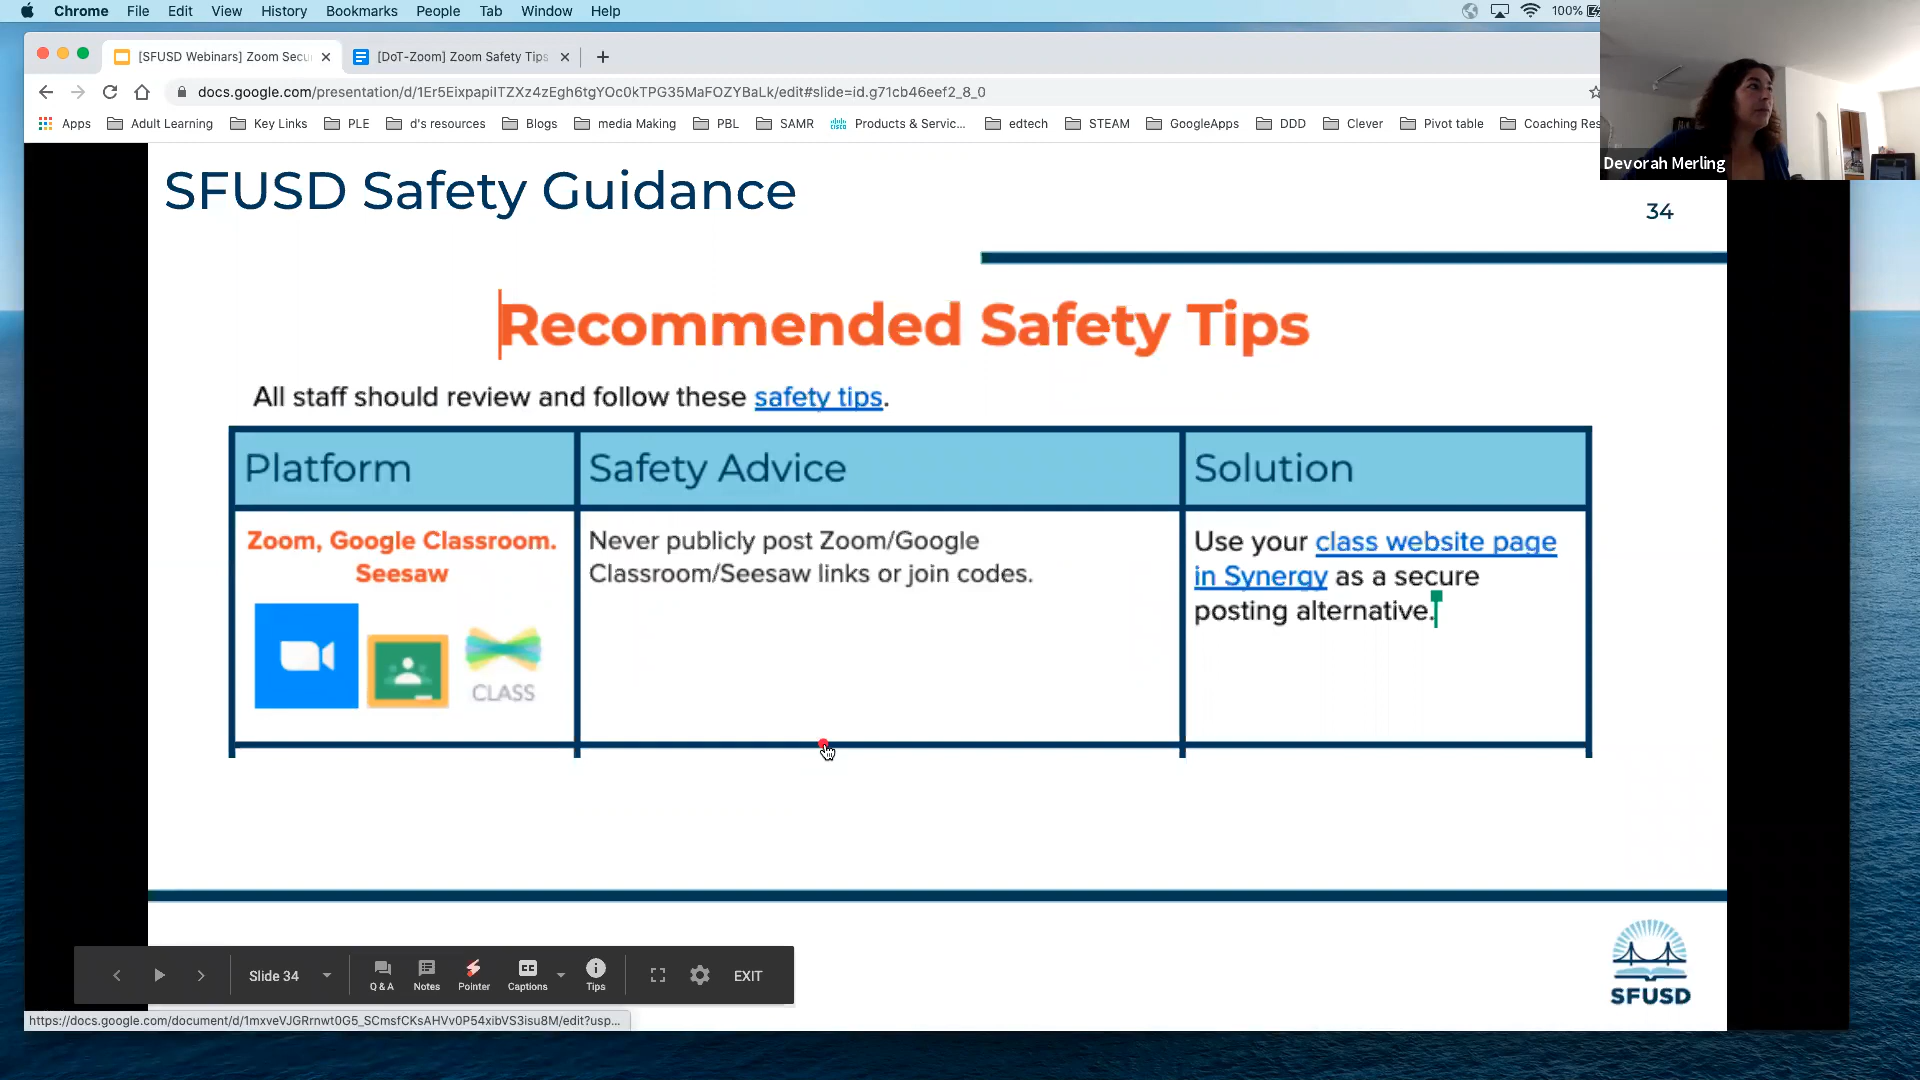 Chrome File Edit View History Bookmarks People Tab Window Help 100%
[SFUSD Webinars] Zoom Secu
[DoT-Zoom] Zoom Safety Tips
docs.google.com/presentation/d/1Er5EixpapiITZXz4zEgh6tgYOc0kTPG35MaFOZYBaLk/edit#slide=id.g71cb46eef2_8_0
Apps Adult Learning Key Links PLE d's resources Blogs media Making PBL SAMR Products & Servic... edtech STEAM GoogleApps DDD Clever Pivot table Coaching Res
Devorah Merling
SFUSD Safety Guidance
34
Recommended Safety Tips
All staff should review and follow these safety tips.
Platform
Safety Advice
Solution
Zoom, Google Classroom.
Seesaw
CLASS
Never publicly post Zoom/Google
Classroom/Seesaw links or join codes.
Use your class website page
in Synergy as a secure
posting alternative.
SFUSD
Slide 34
Q & A
Notes
Pointer
CC
Captions
Tips
EXIT
https://docs.google.com/document/d/1mxveVJGRrnwt0G5_SCmsfCKsAHVv0P54xibVS3isu8M/edit?usp...